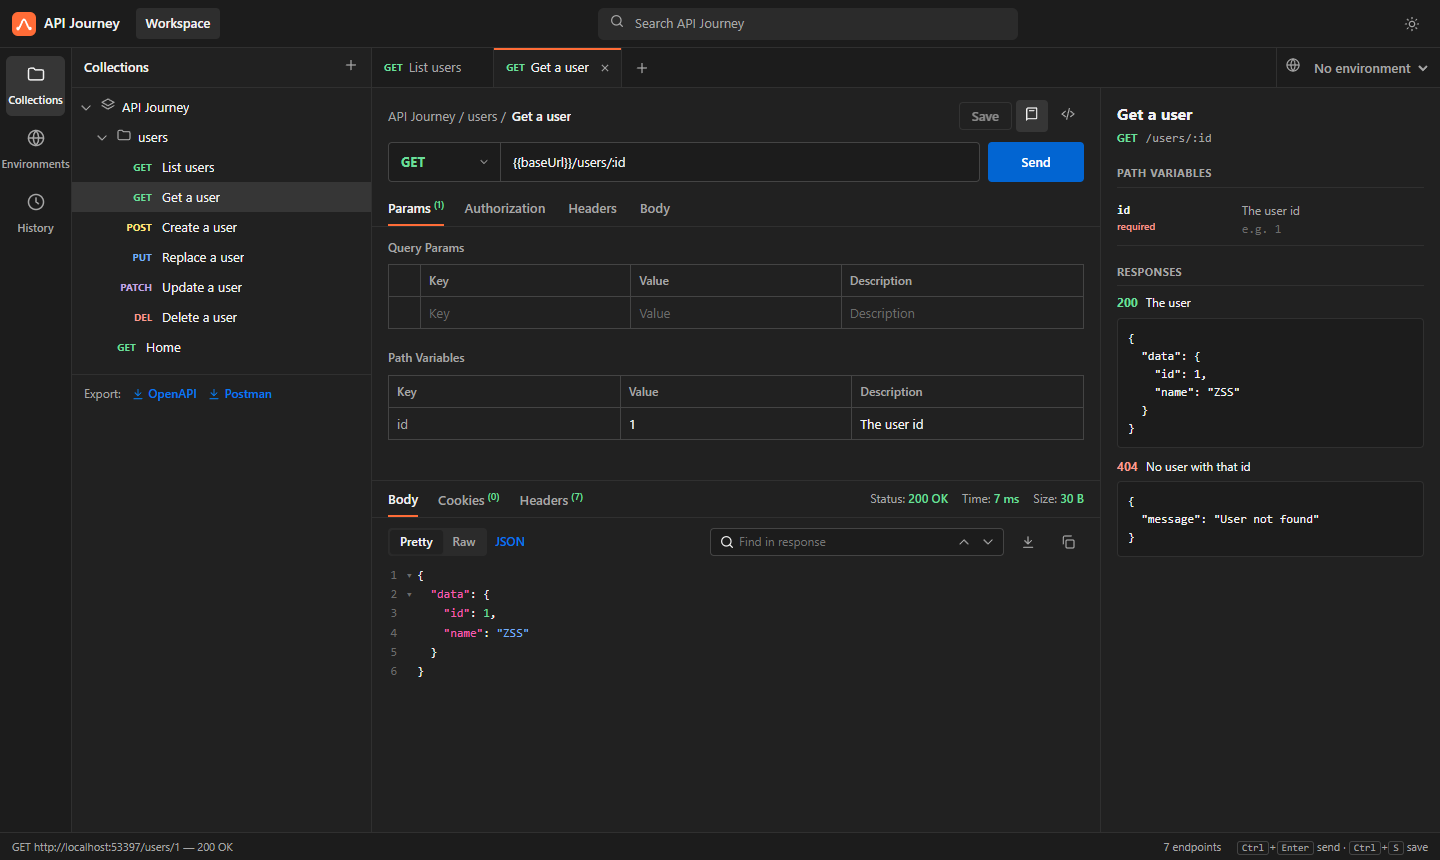 API Journey
Workspace
Search API Journey
Collections
Environments
History
Collections
API Journey
users
GET List users
GET Get a user
POST Create a user
PUT Replace a user
PATCH Update a user
DEL Delete a user
GET Home
Export: OpenAPI Postman
GET List users
GET Get a user
No environment
API Journey / users / Get a user
Save
GET
{{baseUrl}}/users/:id
Send
Params (1) Authorization Headers Body
Query Params
Key Value Description
Key Value Description
Path Variables
Key Value Description
id 1 The user id
Body Cookies (0) Headers (7)
Status: 200 OK Time: 7 ms Size: 30 B
Pretty Raw JSON
Find in response
1 {
2 "data": {
3 "id": 1,
4 "name": "ZSS"
5 }
6 }
Get a user
GET /users/:id
PATH VARIABLES
id The user id
required e.g. 1
RESPONSES
200 The user
{
"data": {
"id": 1,
"name": "ZSS"
}
}
404 No user with that id
{
"message": "User not found"
}
GET http://localhost:53397/users/1 — 200 OK
7 endpoints Ctrl+Enter send · Ctrl+S save